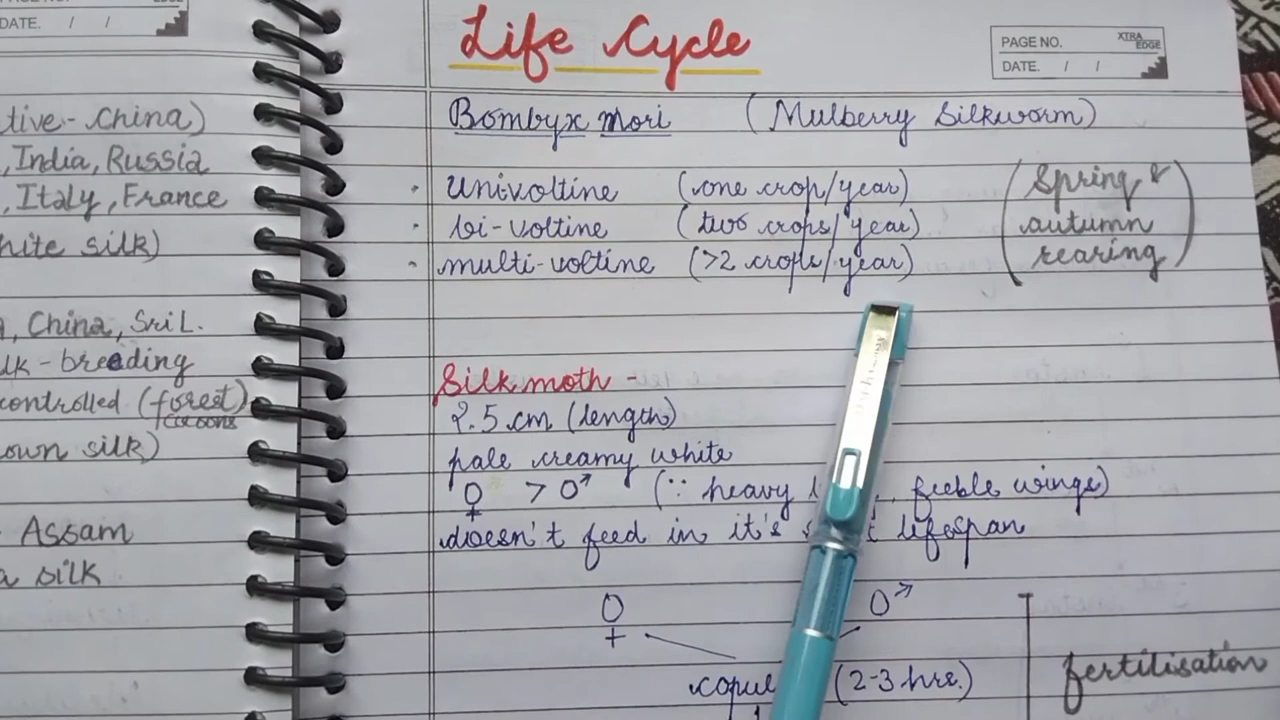 DATE. / /
tive - China)
, India, Russia
, Italy, France
hite silk)
, China, Sri L.
lk - breeding
controlled (forest)
cocoons
own silk)
- Assam
a silk
Life Cycle
PAGE NO.
XTRA EDGE
DATE. / /
Bombyx Mori (Mulberry Silkworm)
· Univoltine (one crop/year)
· bi-voltine (two crops/year)
· multi-voltine (>2 crops/year)
(Spring &
autumn
rearing)
Silkmoth -
2.5 cm (length)
pale creamy white
♀ > ♂ (∵ heavy feeble wings)
doesn't feed in it's lifespan
♀ ♂
copul (2-3 hrs.)
fertilisation